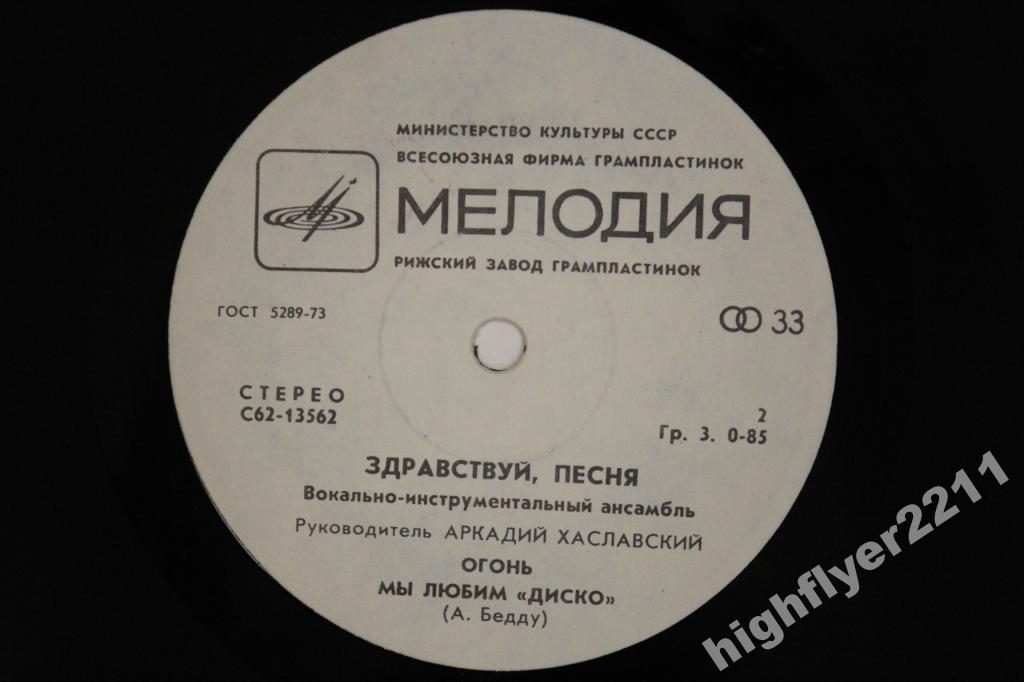 МИНИСТЕРСТВО КУЛЬТУРЫ СССР
ВСЕСОЮЗНАЯ ФИРМА ГРАМПЛАСТИНОК
МЕЛОДИЯ
РИЖСКИЙ ЗАВОД ГРАМПЛАСТИНОК
ГОСТ 5289-73
33
СТЕРЕО
С62-13562
2
Гр. 3. 0-85
ЗДРАВСТВУЙ, ПЕСНЯ
Вокально-инструментальный ансамбль
Руководитель АРКАДИЙ ХАСЛАВСКИЙ
ОГОНЬ
МЫ ЛЮБИМ «ДИСКО»
(А. Бедду)
highflyer2211